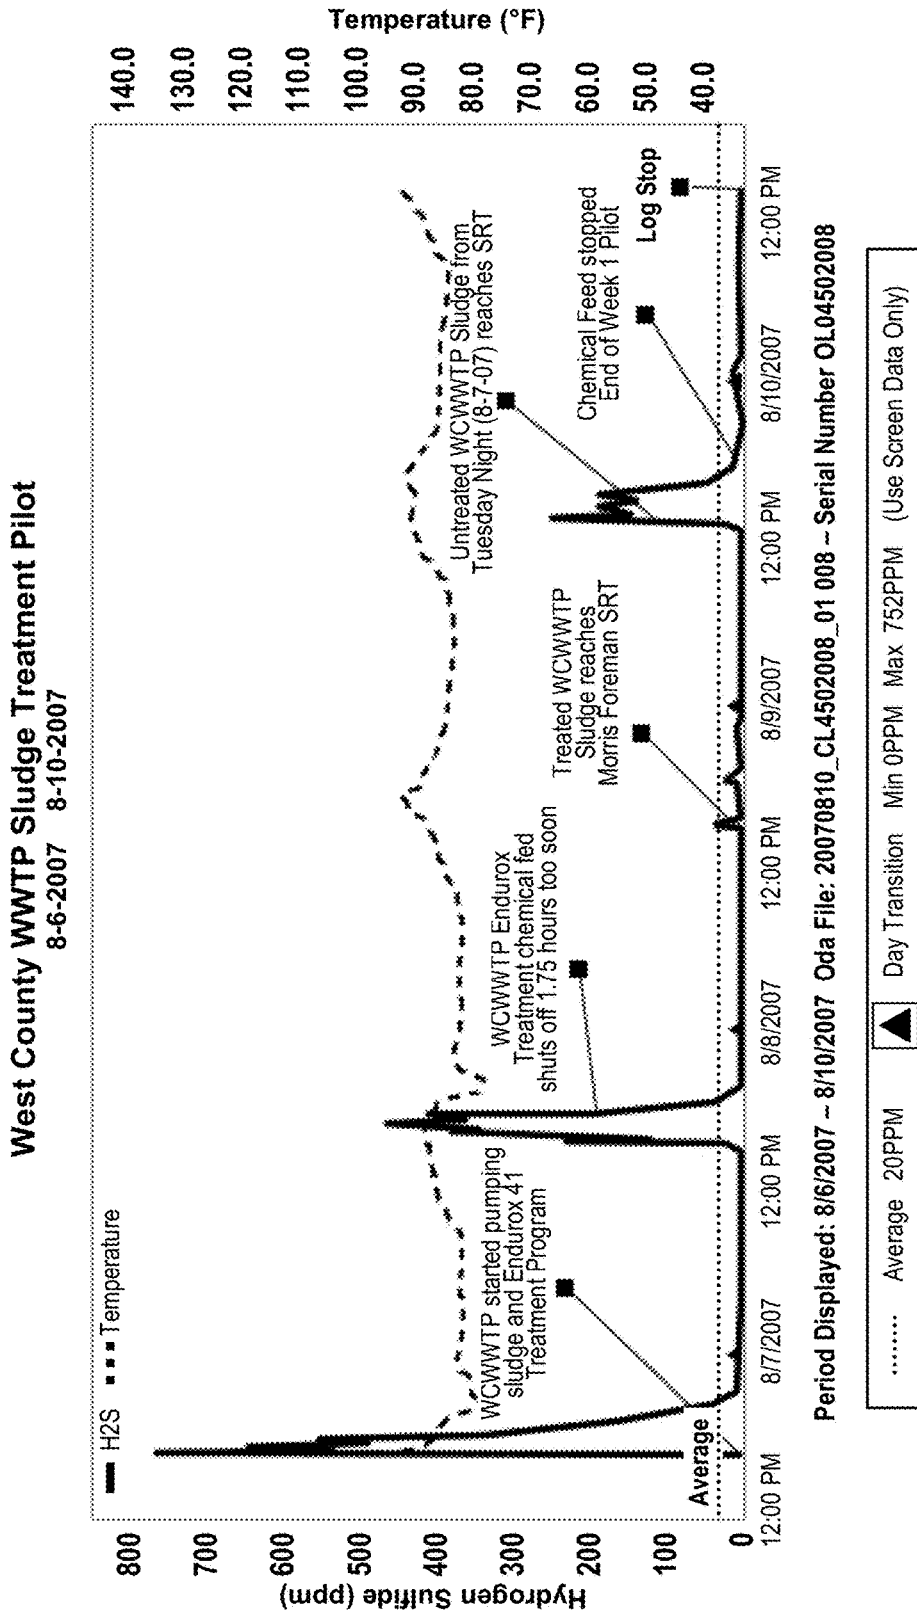 West County WWTP Sludge Treatment Pilot
8-6-2007 8-10-2007
H2S Temperature
Hydrogen Sulfide (ppm)
800
700
600
500
400
300
200
100
0
Temperature (°F)
140.0
130.0
120.0
110.0
100.0
90.0
80.0
70.0
60.0
50.0
40.0
WCWWTP started pumping
sludge and Endurox 41
Treatment Program
Average
WCWWTP Endurox
Treatment chemical fed
shuts off 1.75 hours too soon
Treated WCWWTP
Sludge reaches
Morris Foreman SRT
Untreated WCWWTP Sludge from
Tuesday Night (8-7-07) reaches SRT
Chemical Feed stopped
End of Week 1 Pilot
Log Stop
12:00 PM 8/7/2007 12:00 PM 8/8/2007 12:00 PM 8/9/2007 12:00 PM 8/10/2007 12:00 PM
Period Displayed: 8/6/2007 – 8/10/2007 Oda File: 20070810_CL4502008_01 008 – Serial Number OL04502008
Average 20PPM Day Transition Min 0PPM Max 752PPM (Use Screen Data Only)